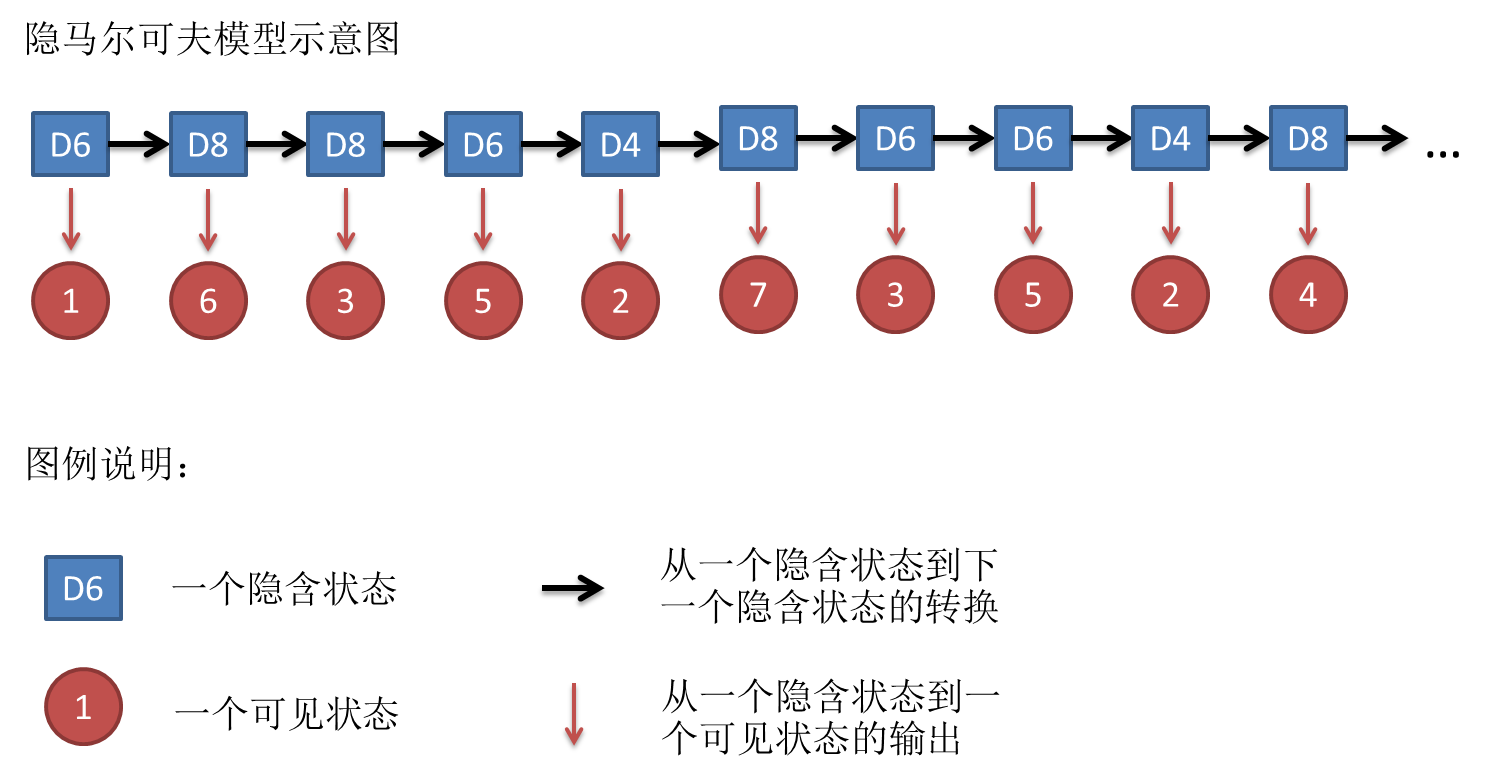 隐马尔可夫模型示意图
D6 D8 D8 D6 D4 D8 D6 D6 D4 D8 ...
1 6 3 5 2 7 3 5 2 4
图例说明：
D6 一个隐含状态
从一个隐含状态到下
一个隐含状态的转换
1 一个可见状态
从一个隐含状态到一
个可见状态的输出